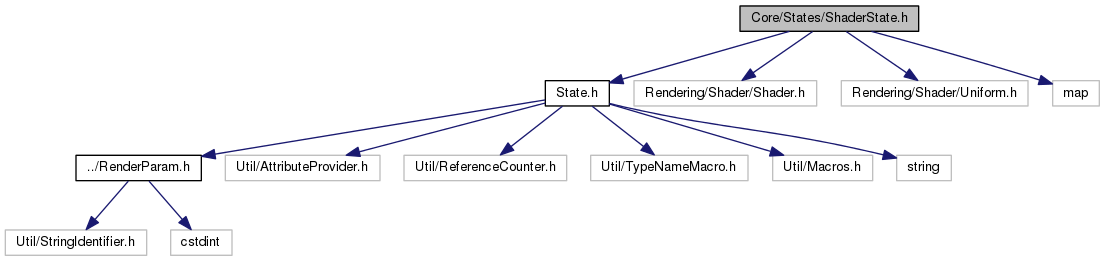 Core/States/ShaderState.h
State.h
Rendering/Shader/Shader.h
Rendering/Shader/Uniform.h
map
../RenderParam.h
Util/AttributeProvider.h
Util/ReferenceCounter.h
Util/TypeNameMacro.h
Util/Macros.h
string
Util/StringIdentifier.h
cstdint